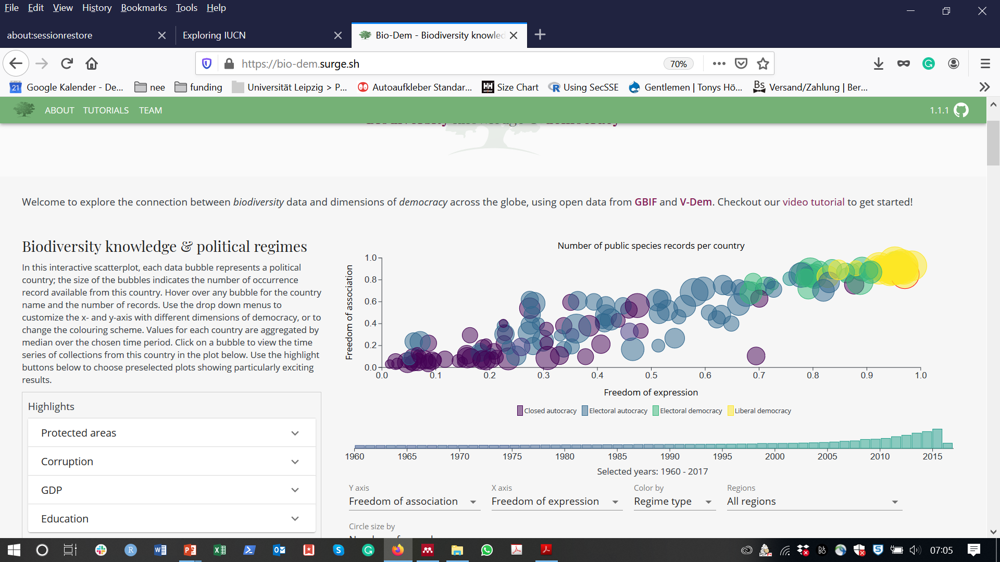 File Edit View History Bookmarks Tools Help
about:sessionrestore
Exploring IUCN
Bio-Dem - Biodiversity knowled
https://bio-dem.surge.sh
70%
21 Google Kalender - De...
nee
funding
Universität Leipzig > P...
Autoaufkleber Standar...
HH Size Chart
R Using SecSSE
Gentlemen | Tonys Hö...
Bs Versand/Zahlung | Ber...
ABOUT TUTORIALS TEAM
1.1.1
Biodiversity knowledge & democracy
Welcome to explore the connection between biodiversity data and dimensions of democracy across the globe, using open data from GBIF and V-Dem. Checkout our video tutorial to get started!
Biodiversity knowledge & political regimes
In this interactive scatterplot, each data bubble represents a political
country; the size of the bubbles indicates the number of occurrence
record available from this country. Hover over any bubble for the country
name and the number of records. Use the drop down menus to
customize the x- and y-axis with different dimensions of democracy, or to
change the colouring scheme. Values for each country are aggregated by
median over the chosen time period. Click on a bubble to view the time
series of collections from this country in the plot below. Use the highlight
buttons below to choose preselected plots showing particularly exciting
results.
Highlights
Protected areas
Corruption
GDP
Education
Number of public species records per country
Freedom of association
1.0
0.8
0.6
0.4
0.2
0.0
0.0 0.1 0.2 0.3 0.4 0.5 0.6 0.7 0.8 0.9 1.0
Freedom of expression
Closed autocracy Electoral autocracy Electoral democracy Liberal democracy
1960 1965 1970 1975 1980 1985 1990 1995 2000 2005 2010 2015
Selected years: 1960 - 2017
Y axis
Freedom of association
X axis
Freedom of expression
Color by
Regime type
Regions
All regions
Circle size by
07:05